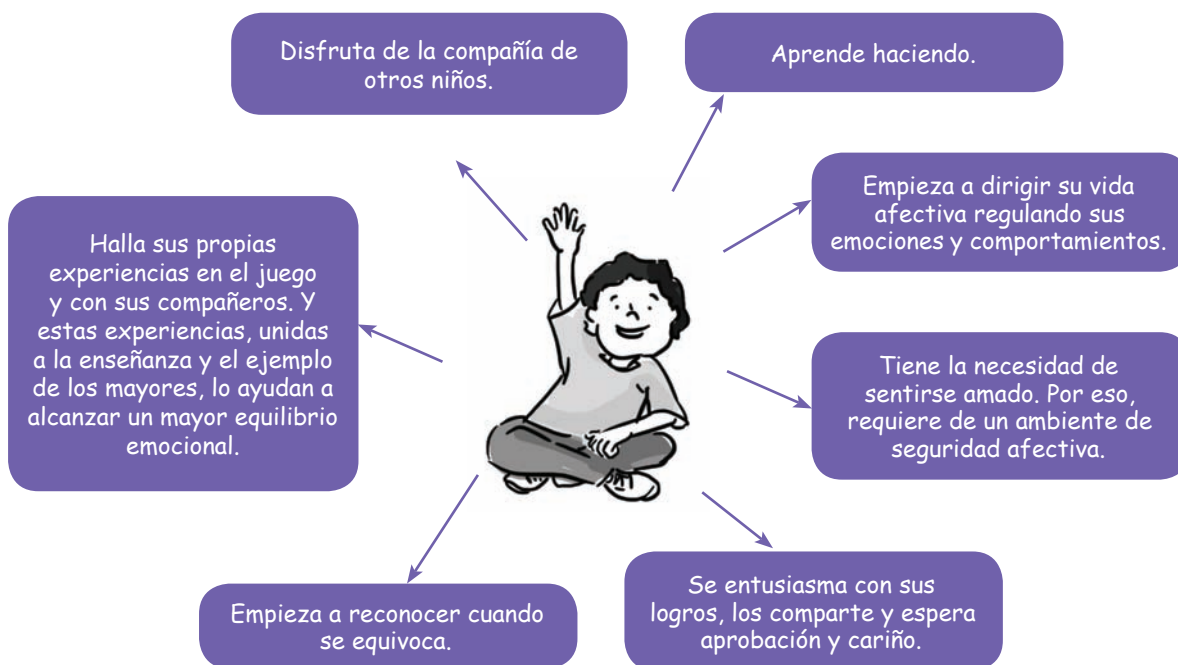 Disfruta de la compañía de
otros niños.
Aprende haciendo.
Empieza a dirigir su vida
afectiva regulando sus
emociones y comportamientos.
Halla sus propias
experiencias en el juego
y con sus compañeros. Y
estas experiencias, unidas
a la enseñanza y el ejemplo
de los mayores, lo ayudan a
alcanzar un mayor equilibrio
emocional.
Tiene la necesidad de
sentirse amado. Por eso,
requiere de un ambiente de
seguridad afectiva.
Empieza a reconocer cuando
se equivoca.
Se entusiasma con sus
logros, los comparte y espera
aprobación y cariño.